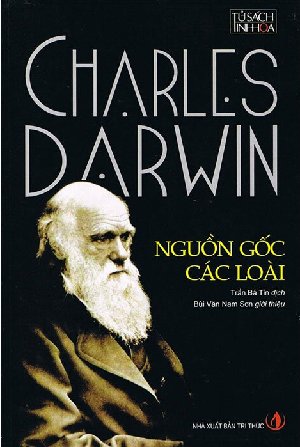 TỦ SÁCH
TINH HOA
CHARLES
DARWIN
NGUỒN GỐC
CÁC LOÀI
Trần Bá Tín dịch
Bùi Văn Nam Sơn giới thiệu
NHÀ XUẤT BẢN TRI THỨC